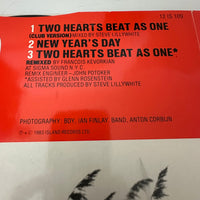 12 IS 109
1 TWO HEARTS BEAT AS ONE
(CLUB VERSION) MIXED BY STEVE LILLYWHITE
2 NEW YEAR'S DAY
3 TWO HEARTS BEAT AS ONE*
REMIXED BY FRANCOIS KEVORKIAN
AT SIGMA SOUND N.Y.C.
REMIX ENGINEER – JOHN POTOKER
*ASSISTED BY GLENN ROSENSTEIN
ALL TRACKS PRODUCED BY STEVE LILLYWHITE
PHOTOGRAPHY: BOY, IAN FINLAY. BAND, ANTON CORBIJN
℗ + © 1983 ISLAND RECORDS LTD